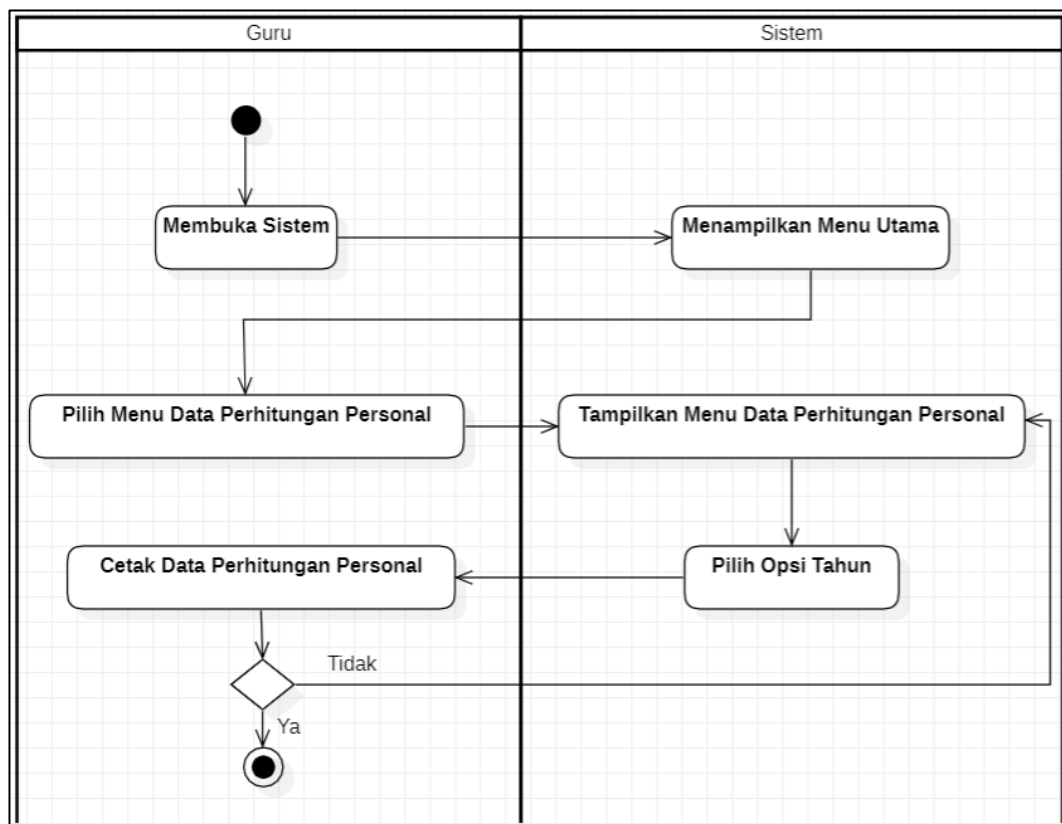 Guru
Sistem
Membuka Sistem
Menampilkan Menu Utama
Pilih Menu Data Perhitungan Personal
Tampilkan Menu Data Perhitungan Personal
Cetak Data Perhitungan Personal
Pilih Opsi Tahun
Tidak
Ya